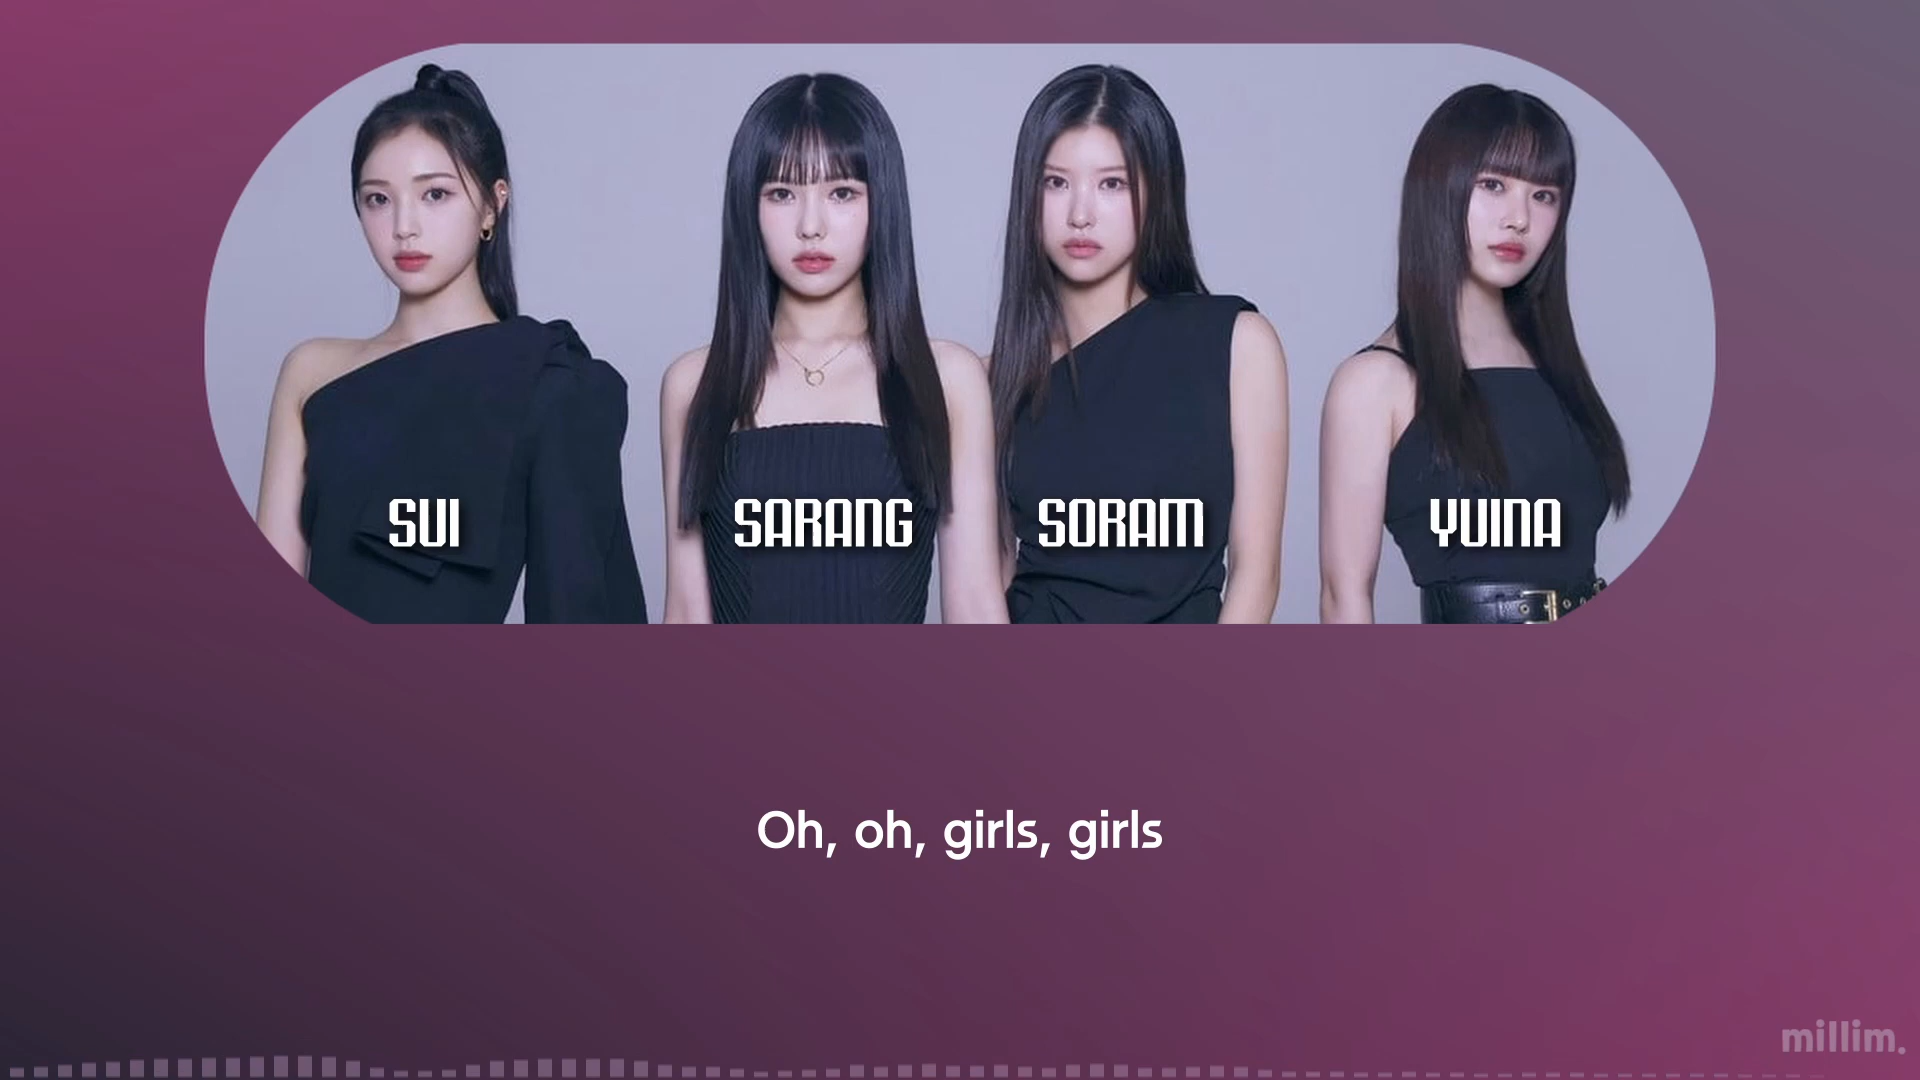 SUI
SARANG
SORAM
YUINA
Oh, oh, girls, girls
millim.